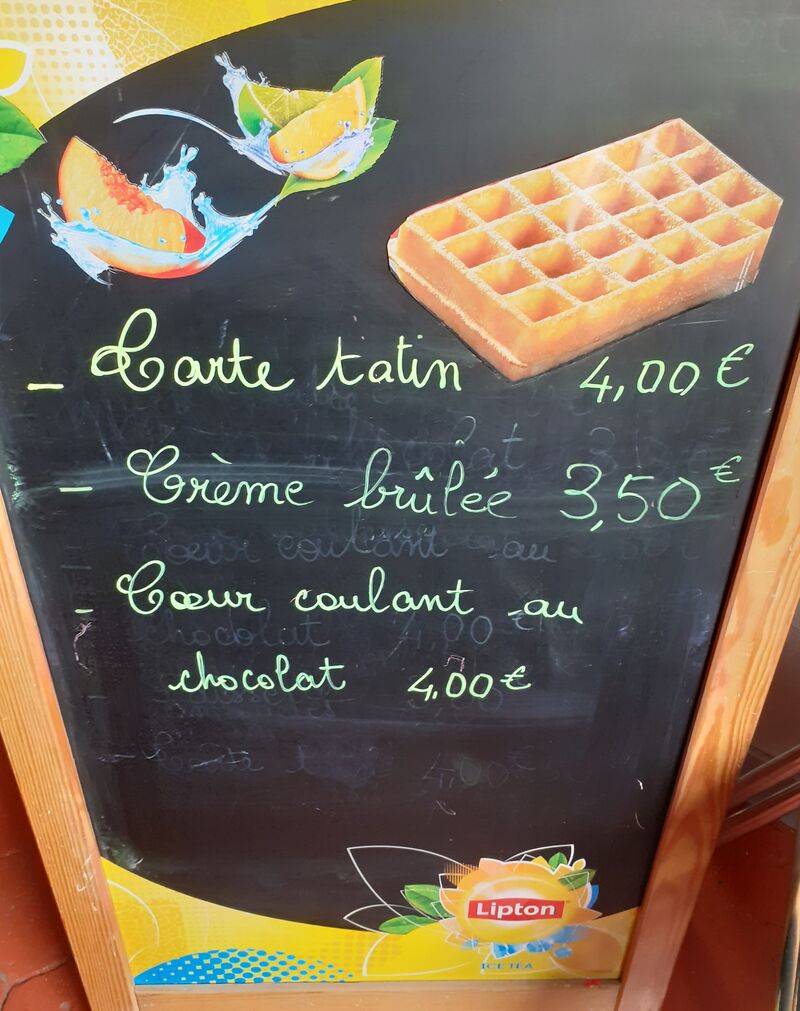 - Tarte tatin 4,00 €
- Crème brûlée 3,50 €
- Cœur coulant au
chocolat 4,00 €
Lipton
ICE TEA